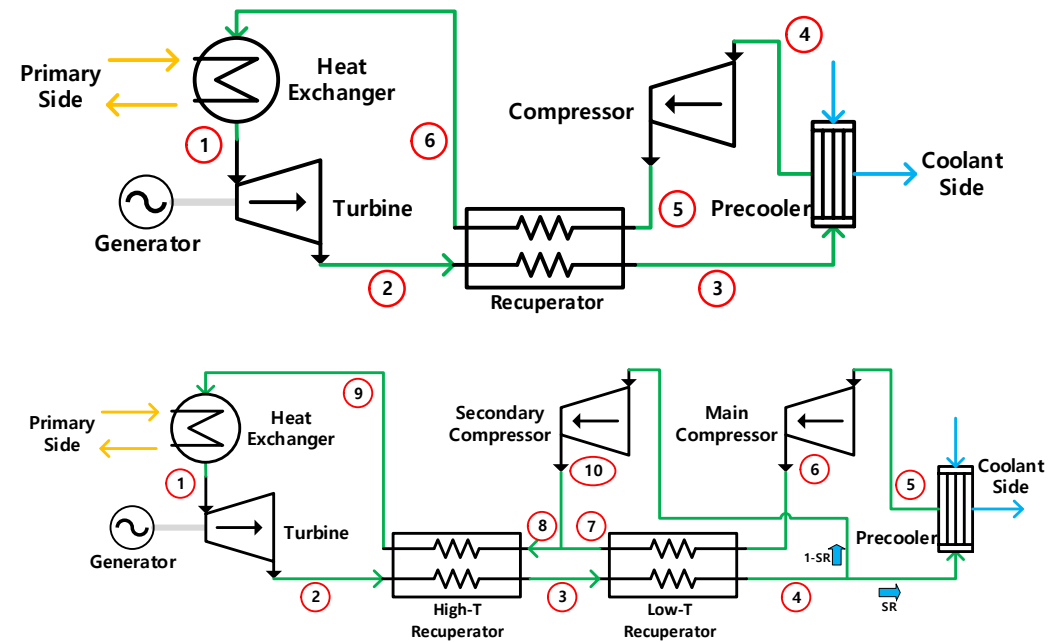 4
Primary
Side
Heat
Exchanger
Compressor
1
6
Coolant
Side
5
Precooler
Turbine
Generator
2
3
Recuperator
9
Primary
Side
Heat
Exchanger
Secondary
Compressor
Main
Compressor
10
6
5
Coolant
Side
1
8
7
Generator
Turbine
Precooler
1-SR
2
3
4
SR
High-T
Recuperator
Low-T
Recuperator